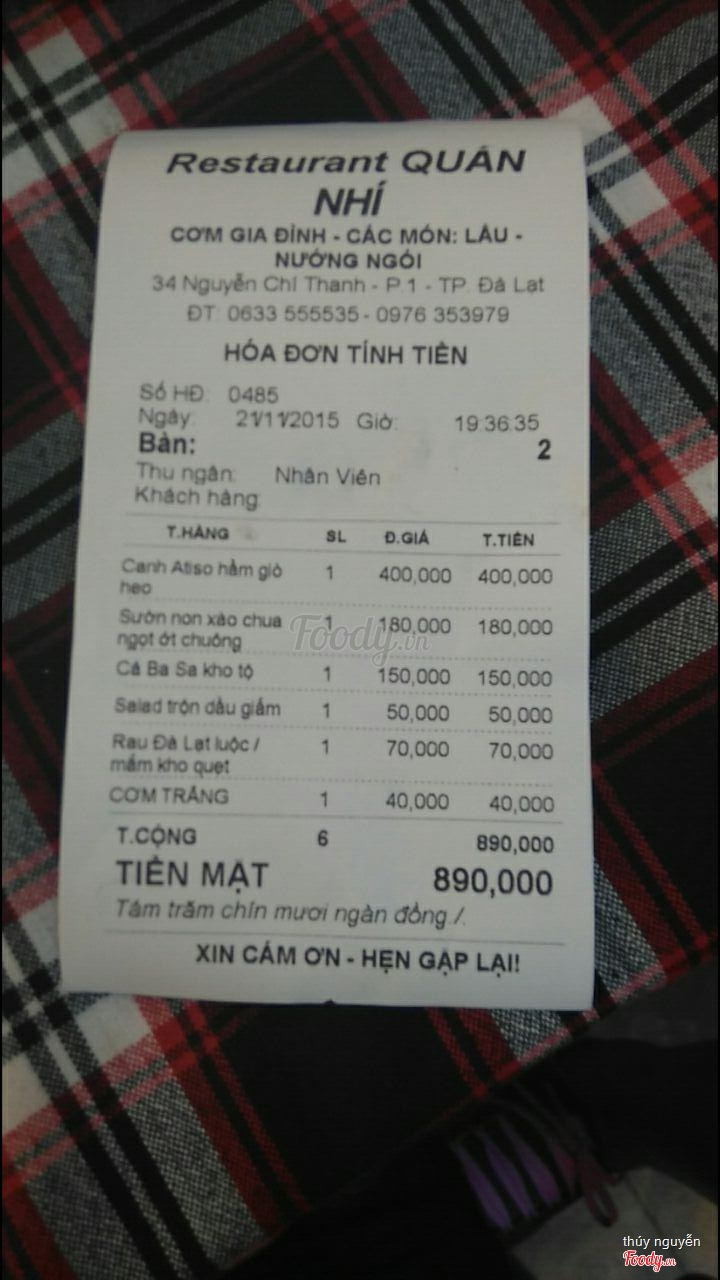 Restaurant QUÁN
NHÍ
CƠM GIA ĐÌNH - CÁC MÓN: LẨU -
NƯỚNG NGÓI
34 Nguyễn Chí Thanh - P.1 - TP. Đà Lạt
ĐT: 0633 555535 - 0976 353979
HÓA ĐƠN TÍNH TIỀN
Số HĐ: 0485
Ngày: 21/11/2015 Giờ: 19:36:35
Bàn: 2
Thu ngân: Nhân Viên
Khách hàng:
T.HÀNG SL Đ.GIÁ T.TIỀN
Canh Atiso hầm giò 1 400,000 400,000
heo
Sườn non xào chua 1 180,000 180,000
ngọt ớt chuông
Cá Ba Sa kho tộ 1 150,000 150,000
Salad trộn dầu giấm 1 50,000 50,000
Rau Đà Lạt luộc / 1 70,000 70,000
mắm kho quẹt
CƠM TRẮNG 1 40,000 40,000
T.CỘNG 6 890,000
TIỀN MẶT 890,000
Tám trăm chín mươi ngàn đồng ./.
XIN CÁM ƠN - HẸN GẶP LẠI!
Foody.vn
thúy nguyễn
Foody.vn